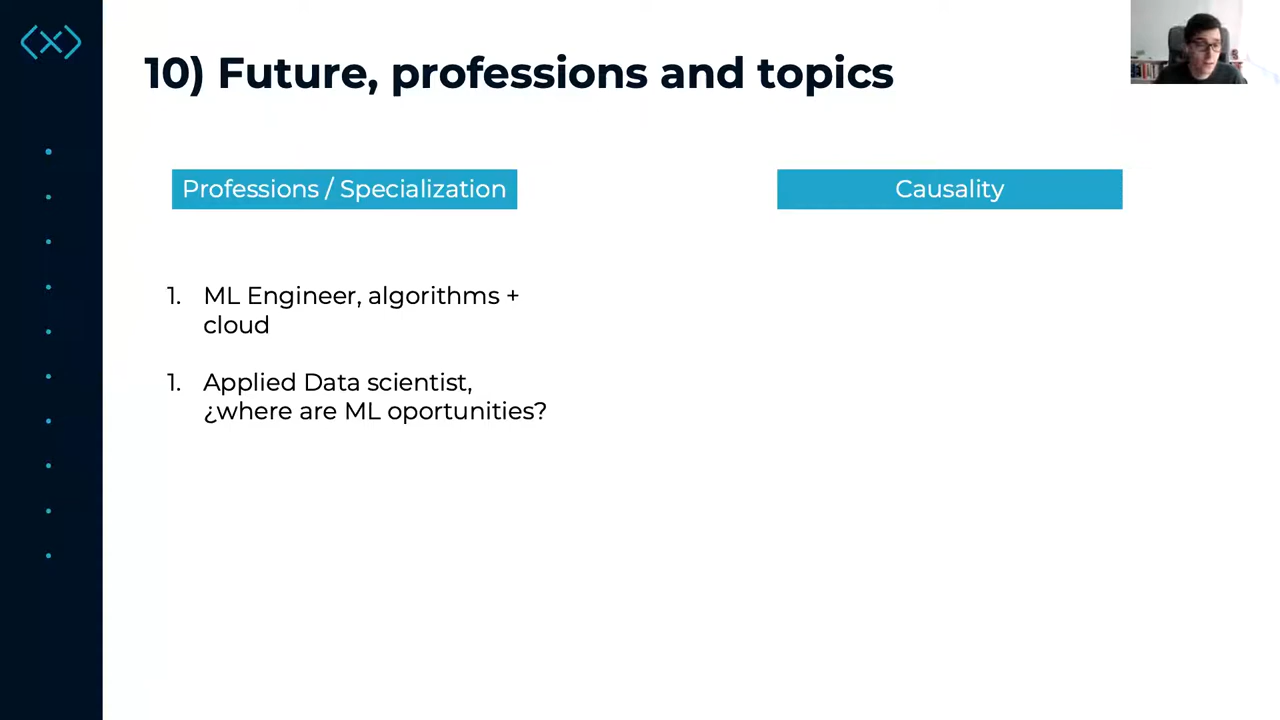 10) Future, professions and topics
Professions / Specialization
Causality
1. ML Engineer, algorithms +
cloud
1. Applied Data scientist,
¿where are ML oportunities?